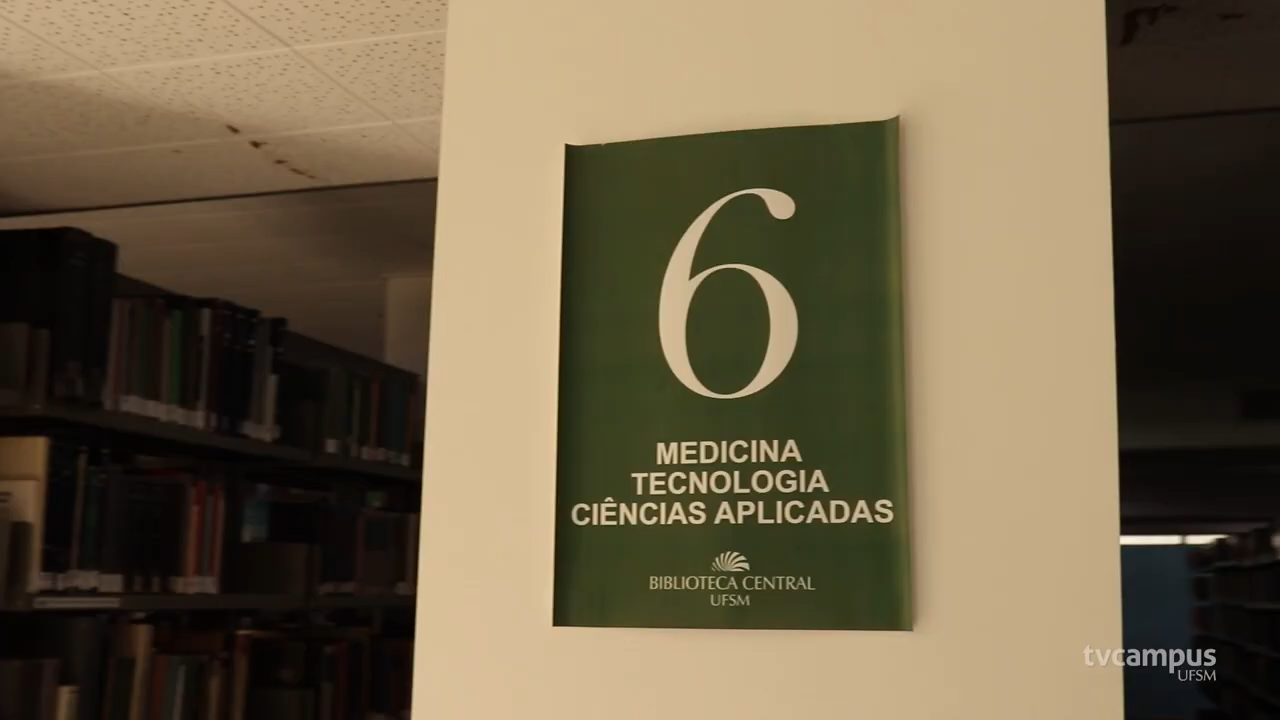 6
MEDICINA
TECNOLOGIA
CIÊNCIAS APLICADAS
BIBLIOTECA CENTRAL
UFSM
tvcampus
UFSM